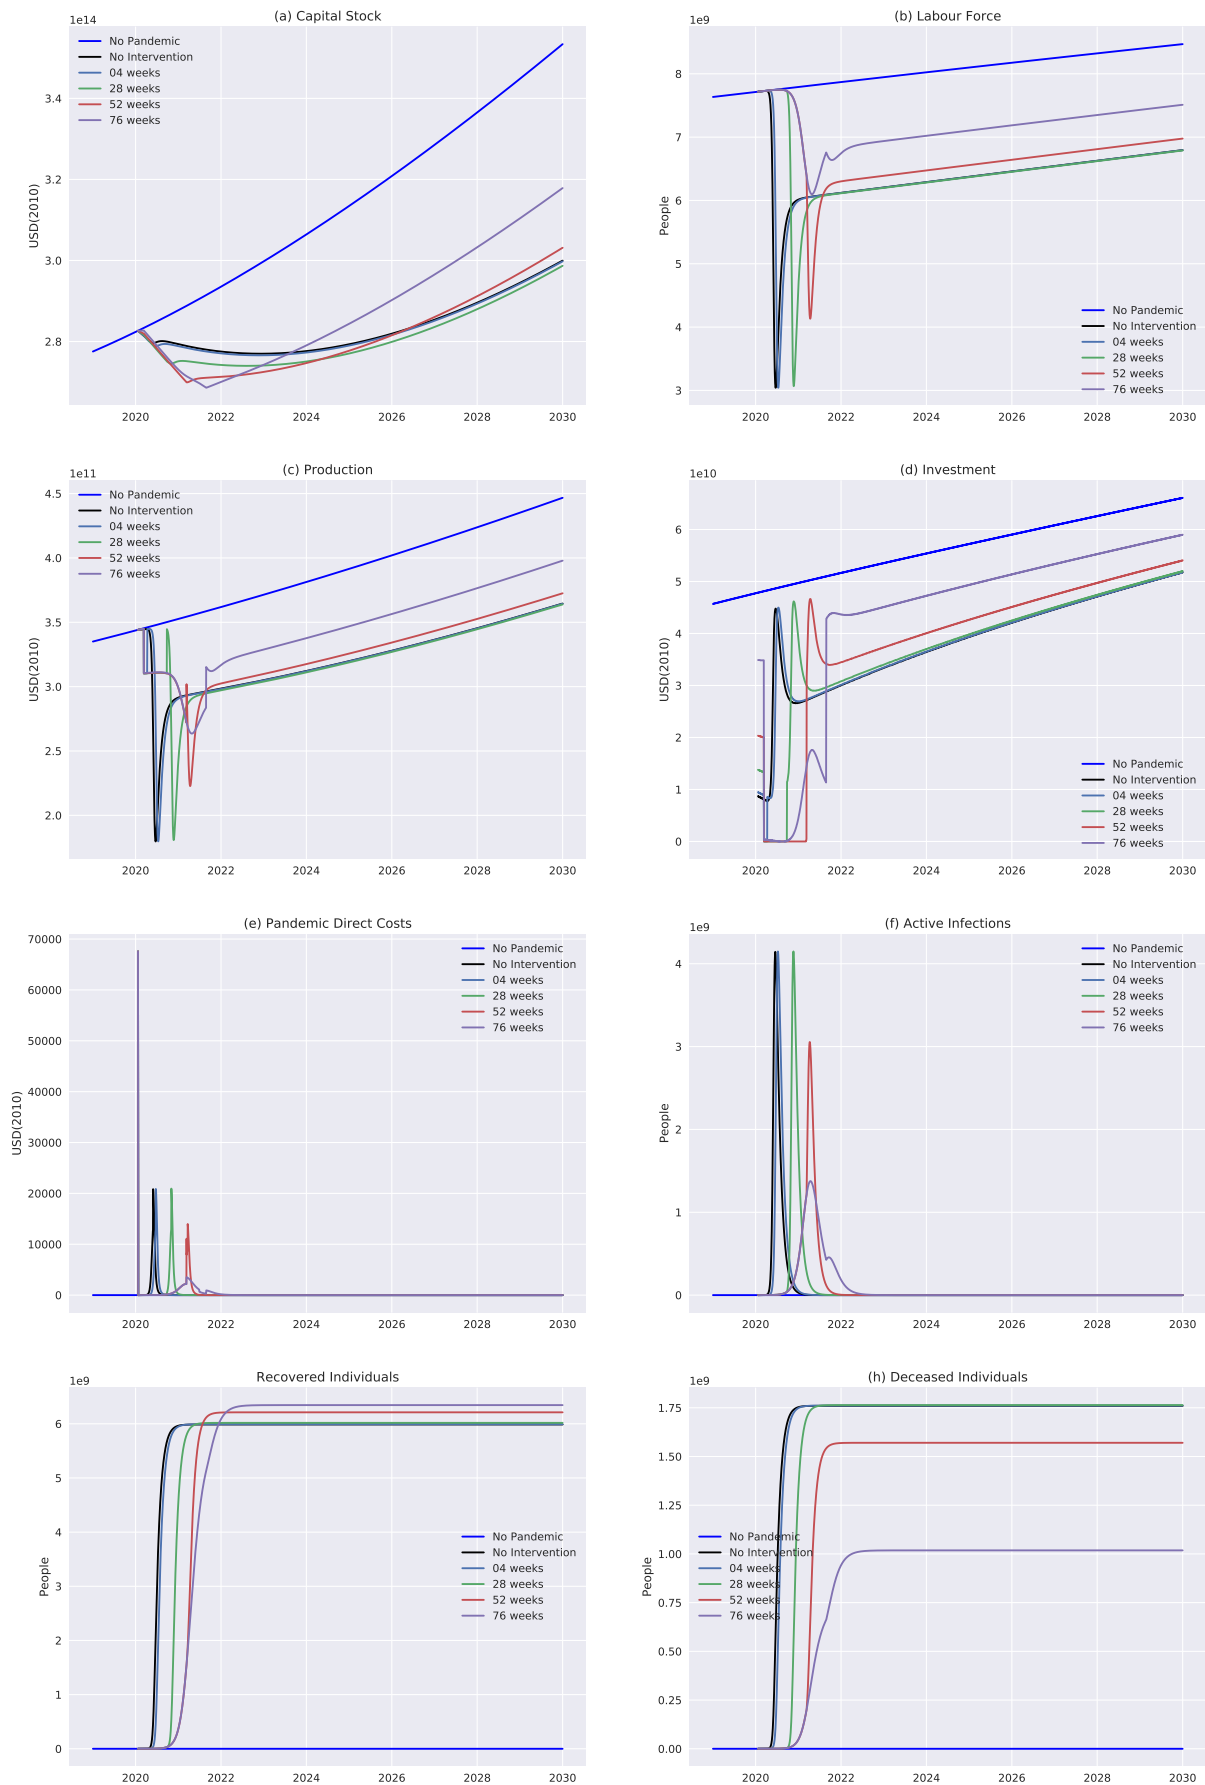 (a) Capital Stock
1e14
3.4
3.2
3.0
2.8
USD(2010)
No Pandemic
No Intervention
04 weeks
28 weeks
52 weeks
76 weeks
2020 2022 2024 2026 2028 2030
(b) Labour Force
1e9
8
7
6
5
4
3
People
No Pandemic
No Intervention
04 weeks
28 weeks
52 weeks
76 weeks
2020 2022 2024 2026 2028 2030
(c) Production
1e11
4.5
4.0
3.5
3.0
2.5
2.0
USD(2010)
No Pandemic
No Intervention
04 weeks
28 weeks
52 weeks
76 weeks
2020 2022 2024 2026 2028 2030
(d) Investment
1e10
6
5
4
3
2
1
0
USD(2010)
No Pandemic
No Intervention
04 weeks
28 weeks
52 weeks
76 weeks
2020 2022 2024 2026 2028 2030
(e) Pandemic Direct Costs
70000
60000
50000
40000
30000
20000
10000
0
USD(2010)
No Pandemic
No Intervention
04 weeks
28 weeks
52 weeks
76 weeks
2020 2022 2024 2026 2028 2030
(f) Active Infections
1e9
4
3
2
1
0
People
No Pandemic
No Intervention
04 weeks
28 weeks
52 weeks
76 weeks
2020 2022 2024 2026 2028 2030
Recovered Individuals
1e9
6
5
4
3
2
1
0
People
No Pandemic
No Intervention
04 weeks
28 weeks
52 weeks
76 weeks
2020 2022 2024 2026 2028 2030
(h) Deceased Individuals
1e9
1.75
1.50
1.25
1.00
0.75
0.50
0.25
0.00
People
No Pandemic
No Intervention
04 weeks
28 weeks
52 weeks
76 weeks
2020 2022 2024 2026 2028 2030